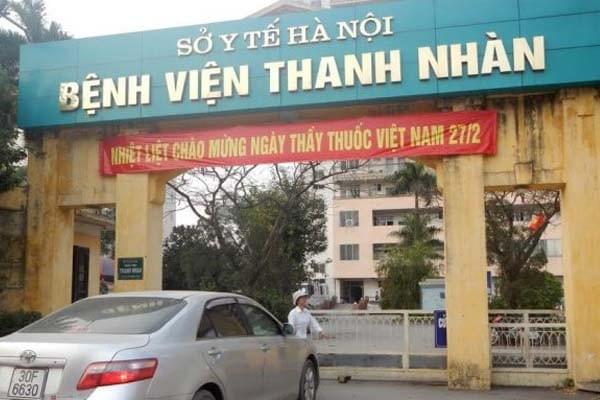 SỞ Y TẾ HÀ NỘI
BỆNH VIỆN THANH NHÀN
NHIỆT LIỆT CHÀO MỪNG NGÀY THẦY THUỐC VIỆT NAM 27/2
THANH NHÀN
30F
6630